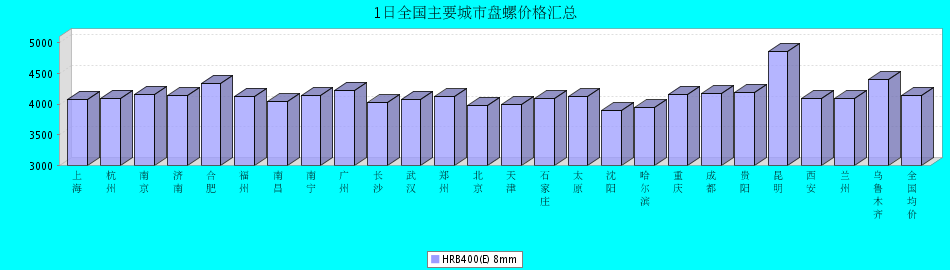 1日全国主要城市盘螺价格汇总
5000
4500
4000
3500
3000
上海
杭州
南京
济南
合肥
福州
南昌
南宁
广州
长沙
武汉
郑州
北京
天津
石家庄
太原
沈阳
哈尔滨
重庆
成都
贵阳
昆明
西安
兰州
乌鲁木齐
全国均价
HRB400(E) 8mm